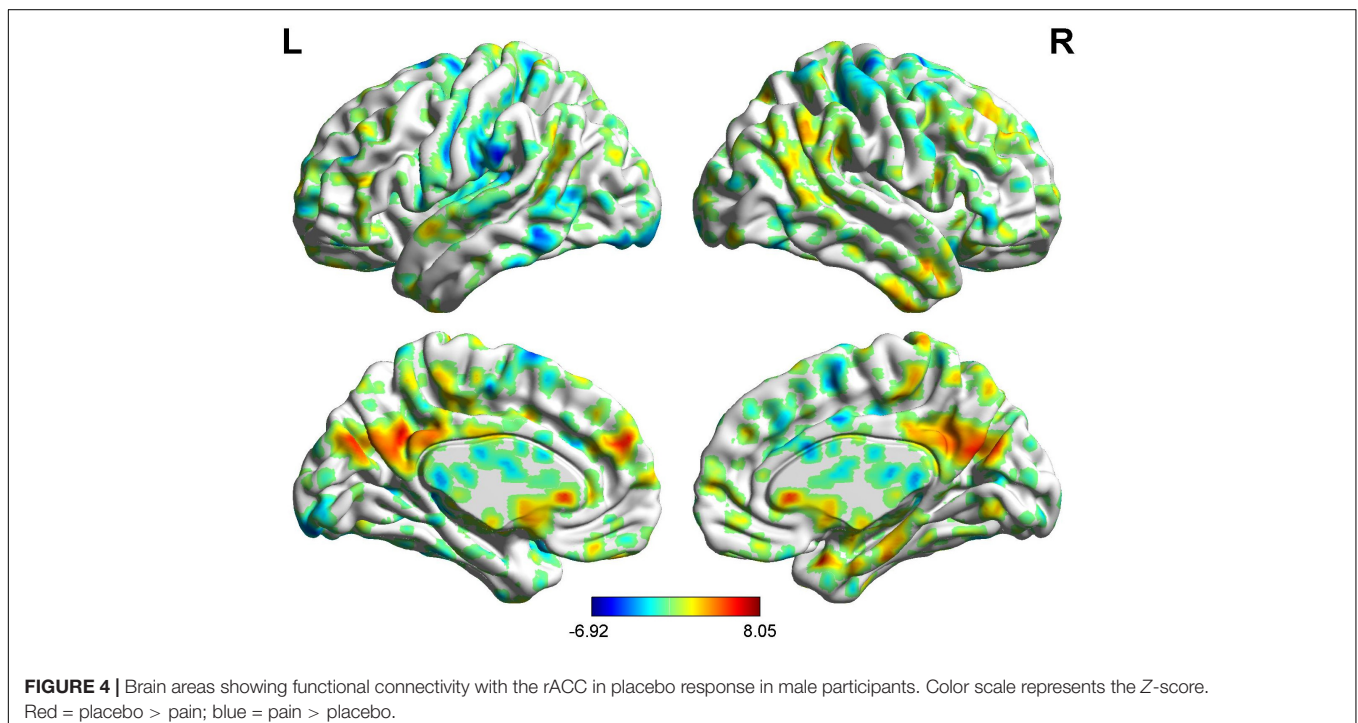 L
R
-6.92
8.05
FIGURE 4 | Brain areas showing functional connectivity with the rACC in placebo response in male participants. Color scale represents the Z-score.
Red = placebo > pain; blue = pain > placebo.